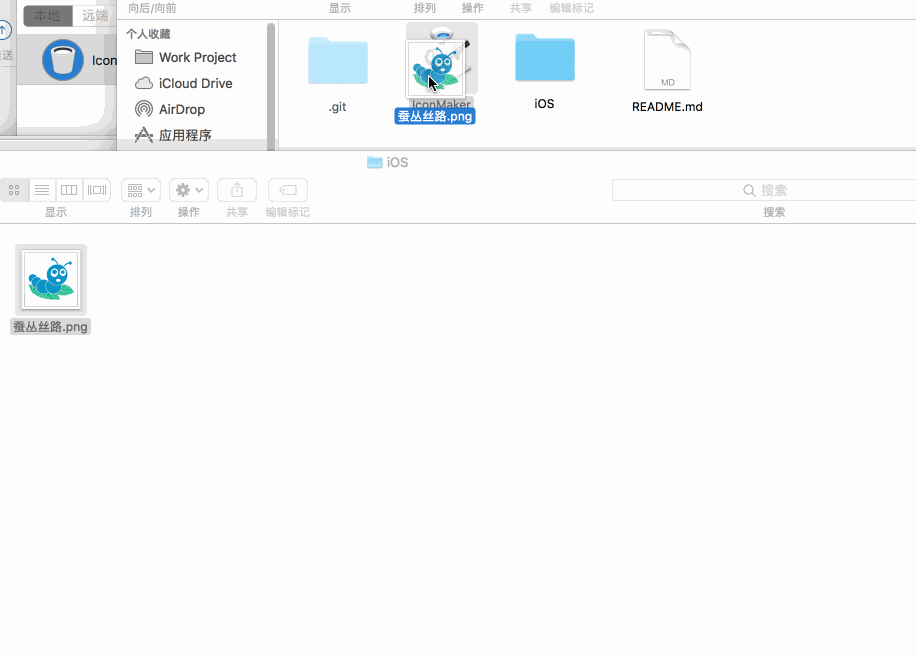 向后/向前 显示 排列 操作 共享 编辑标记
本地 远端
个人收藏
Icon
Work Project
iCloud Drive
AirDrop
应用程序
.git
IconMaker
蚕丛丝路.png
iOS
MD
README.md
iOS
搜索
显示 排列 操作 共享 编辑标记 搜索
蚕丛丝路.png